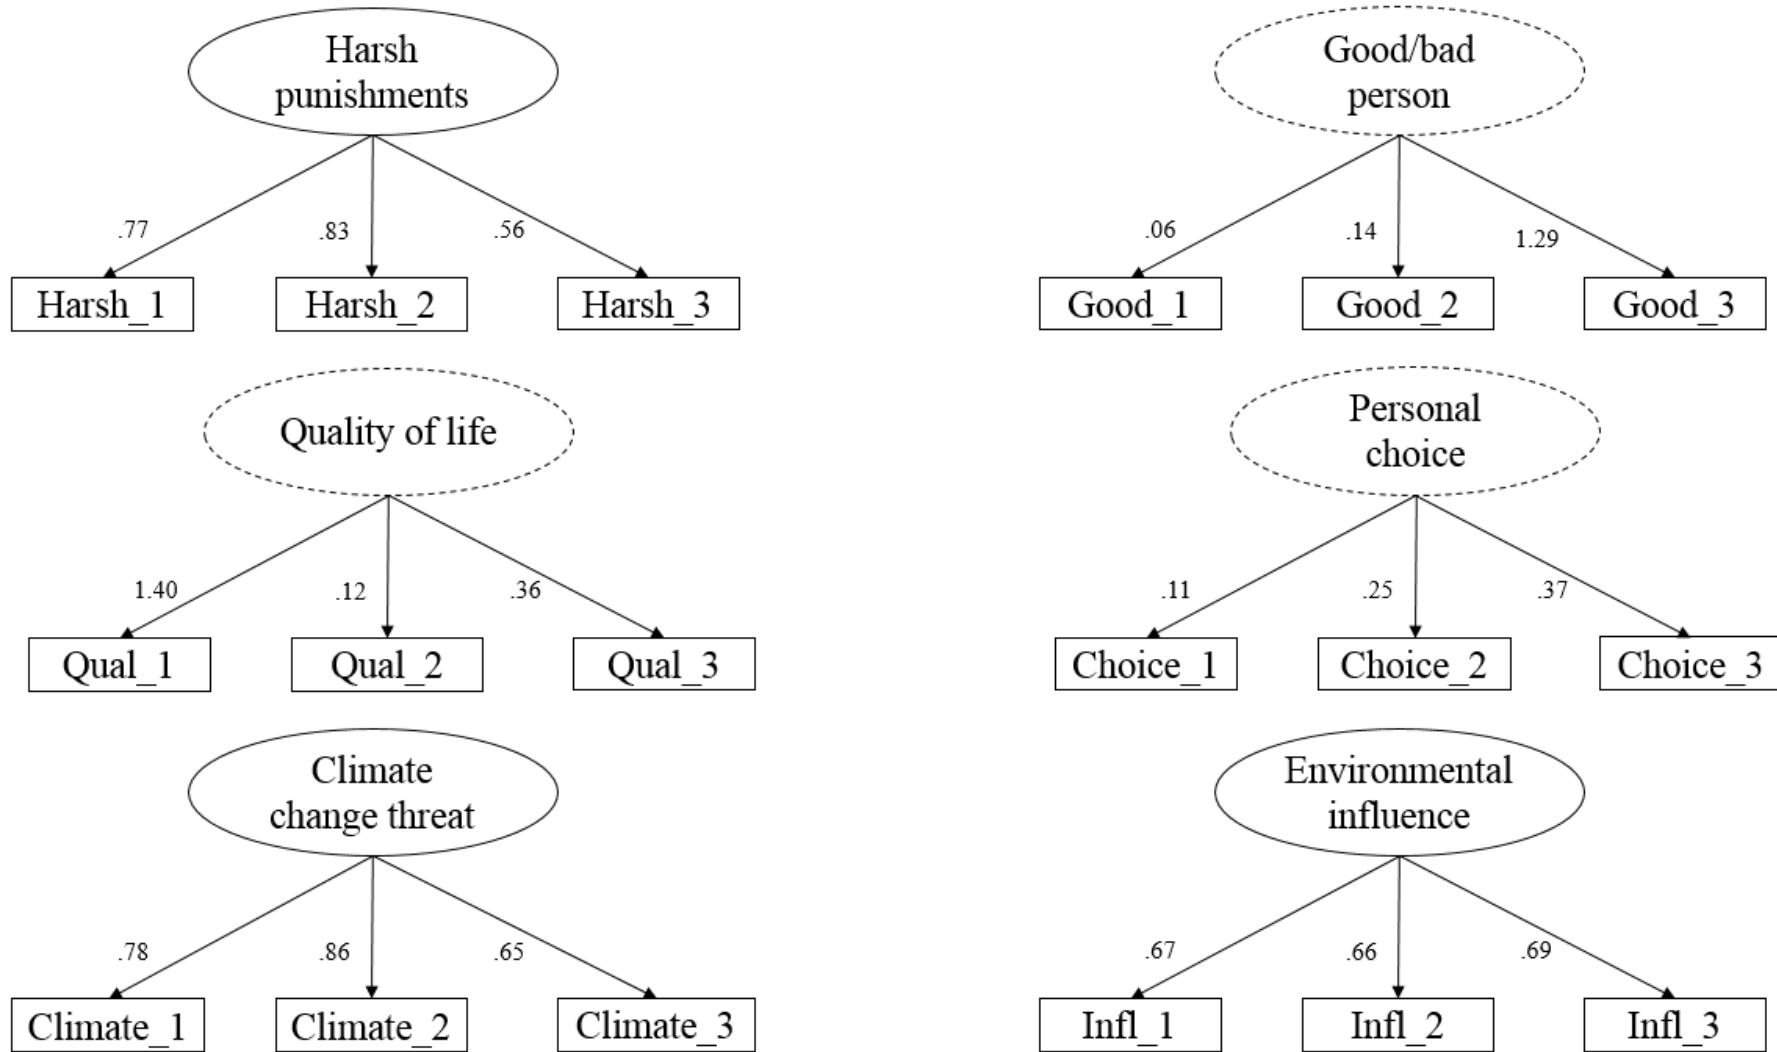 Harsh
punishments
.77
.83
.56
Harsh_1
Harsh_2
Harsh_3
Good/bad
person
.06
.14
1.29
Good_1
Good_2
Good_3
Quality of life
1.40
.12
.36
Qual_1
Qual_2
Qual_3
Personal
choice
.11
.25
.37
Choice_1
Choice_2
Choice_3
Climate
change threat
.78
.86
.65
Climate_1
Climate_2
Climate_3
Environmental
influence
.67
.66
.69
Infl_1
Infl_2
Infl_3